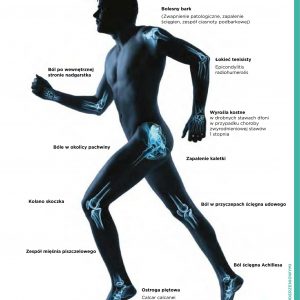 Bolesny bark
(Zwapnienie patologiczne, zapalenie
ścięgien, zespół ciasnoty podbarkowej)
Łokieć tenisisty
Epicondylitis
radiohumeralis
Ból po wewnętrznej
stronie nadgarstka
Wyrośla kostne
w drobnych stawach dłoni
w przypadku choroby
zwyrodnieniowej stawów
1 stopnia
Bóle w okolicy pachwiny
Zapalenie kaletki
Kolano skoczka
Ból w przyczepach ścięgna udowego
Zespół mięśnia piszczelowego
Ból ścięgna Achillesa
Ostroga piętowa
Calcar calcanei